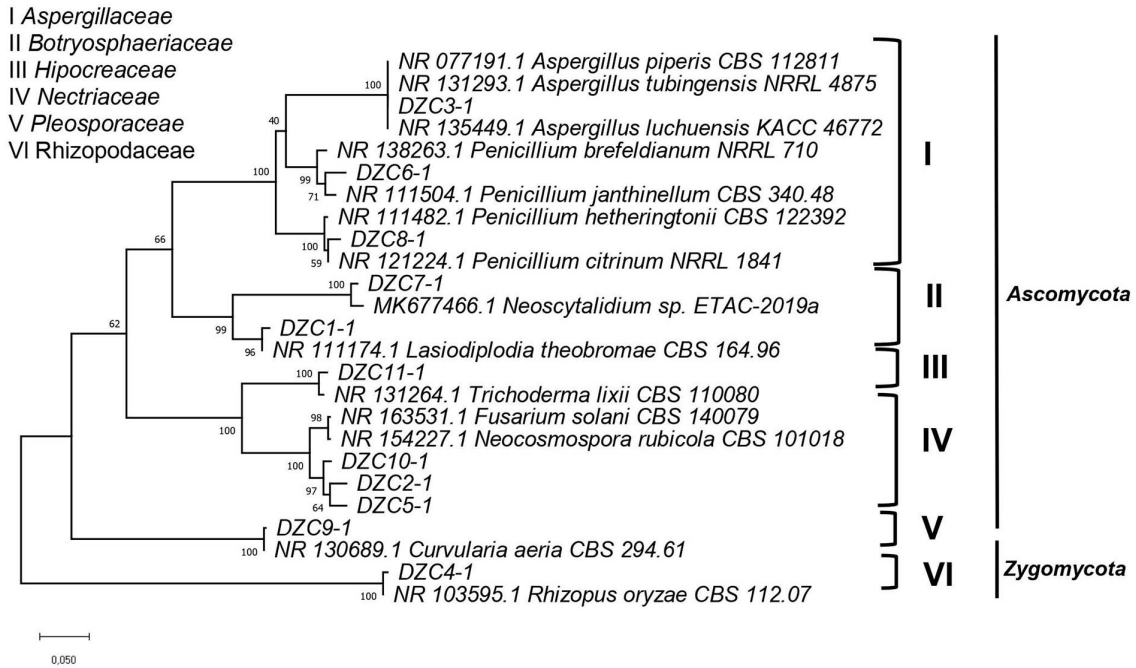 I Aspergillaceae
II Botryosphaeriaceae
III Hipocreaceae
IV Nectriaceae
V Pleosporaceae
VI Rhizopodaceae
NR 077191.1 Aspergillus piperis CBS 112811
NR 131293.1 Aspergillus tubingensis NRRL 4875
100
DZC3-1
NR 135449.1 Aspergillus luchuensis KACC 46772
40
NR 138263.1 Penicillium brefeldianum NRRL 710
I
DZC6-1
99
100
NR 111504.1 Penicillium janthinellum CBS 340.48
71
NR 111482.1 Penicillium hetheringtonii CBS 122392
DZC8-1
100
66
NR 121224.1 Penicillium citrinum NRRL 1841
59
DZC7-1
100
II
Ascomycota
MK677466.1 Neoscytalidium sp. ETAC-2019a
DZC1-1
99
62
NR 111174.1 Lasiodiplodia theobromae CBS 164.96
96
DZC11-1
100
III
NR 131264.1 Trichoderma lixii CBS 110080
NR 163531.1 Fusarium solani CBS 140079
98
100
NR 154227.1 Neocosmospora rubicola CBS 101018
IV
DZC10-1
100
DZC2-1
97
DZC5-1
64
DZC9-1
V
NR 130689.1 Curvularia aeria CBS 294.61
100
DZC4-1
VI
Zygomycota
NR 103595.1 Rhizopus oryzae CBS 112.07
100
0,050